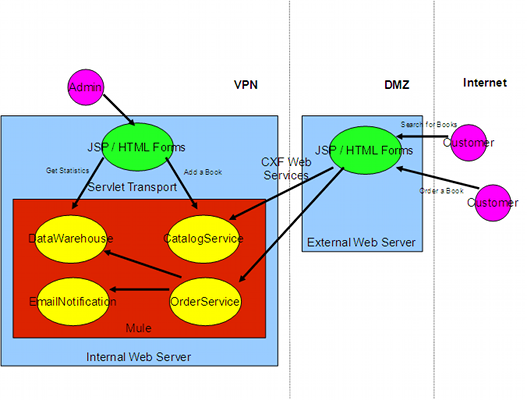 VPN
DMZ
Internet
Admin
Search for Books
JSP / HTML Forms
JSP / HTML Forms
Customer
CXF Web
Services
Get Statistics
Add a Book
Servlet Transport
Order a Book
Customer
DataWarehouse
CatalogService
External Web Server
EmailNotification
OrderService
Mule
Internal Web Server